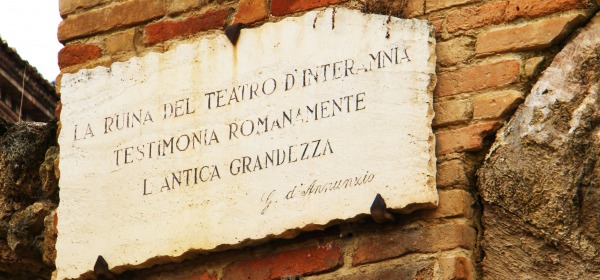 LA RUINA DEL TEATRO D'INTERAMNIA
TESTIMONIA ROMANAMENTE
L'ANTICA GRANDEZZA
G. d'Annunzio